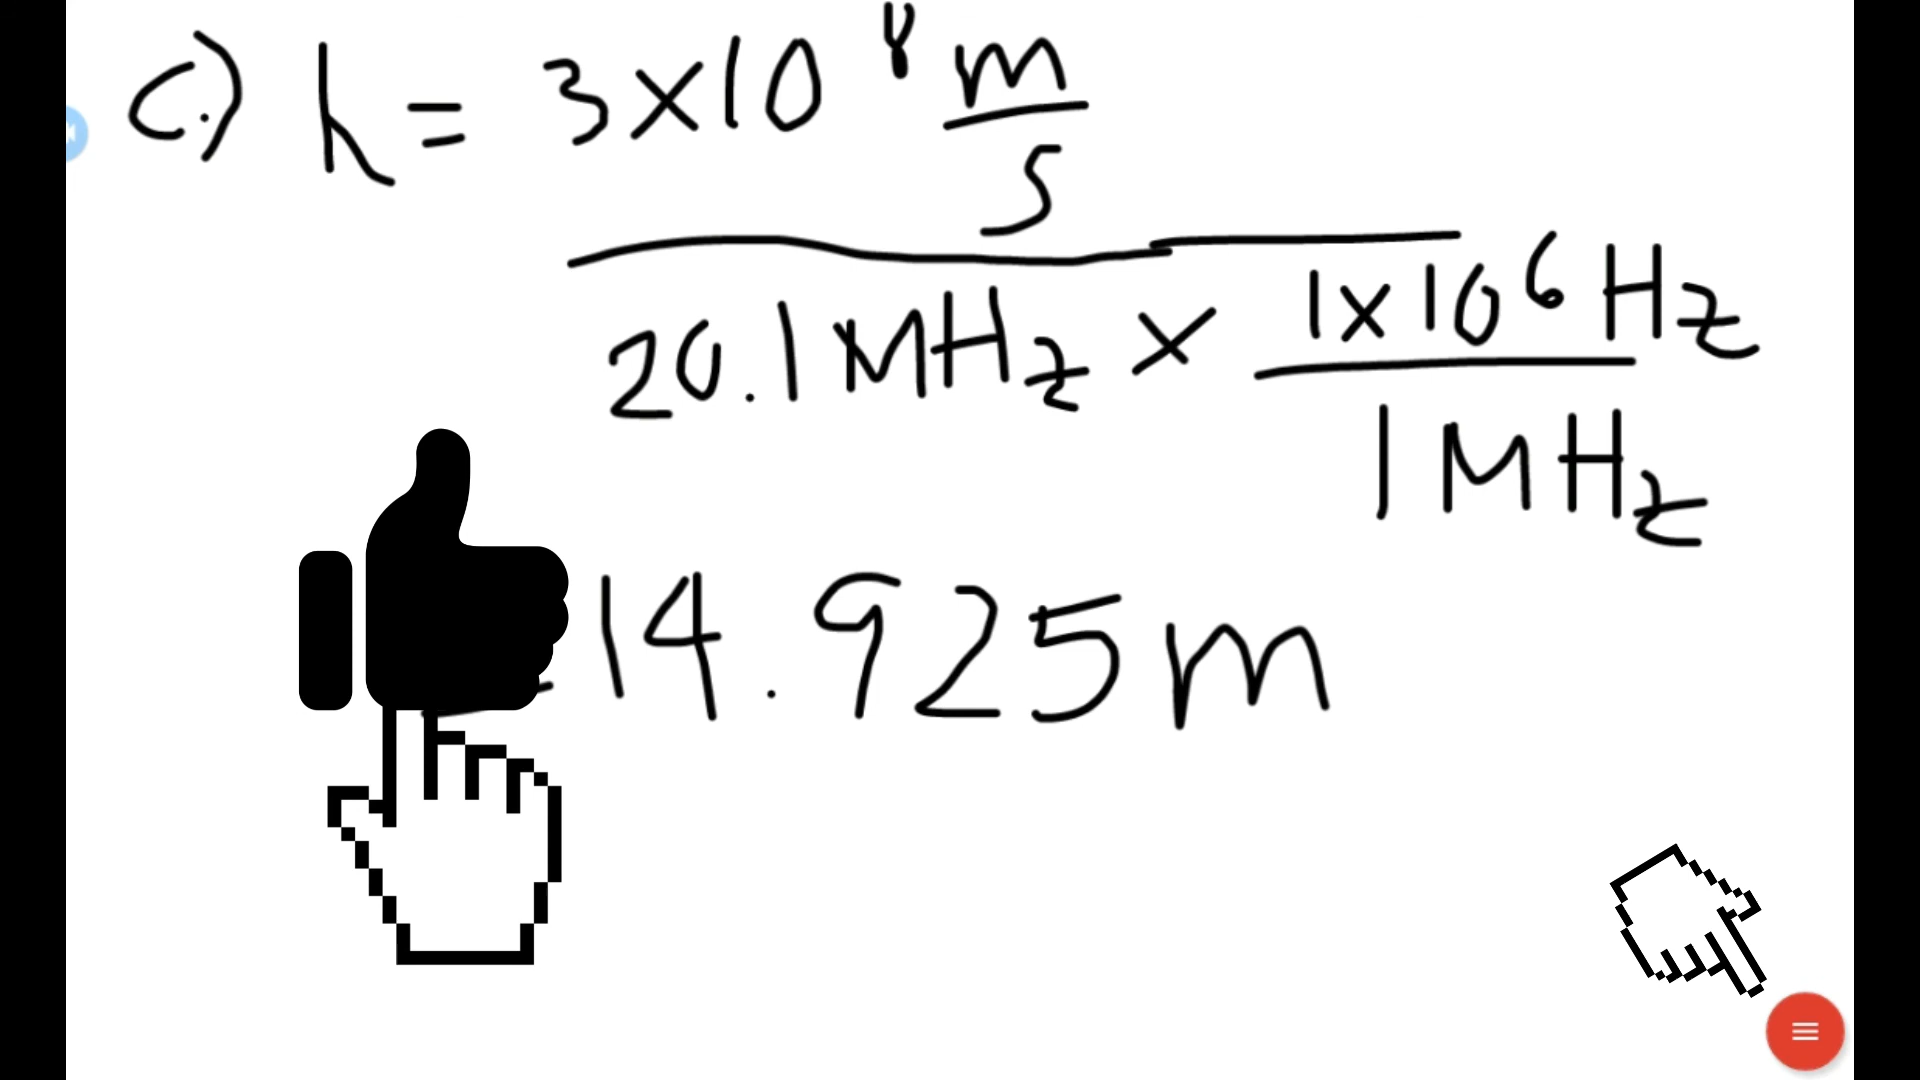 c.) λ = 3x10⁸ m/s
20.1 MHz x 1x10⁶ Hz / 1 MHz
= 14.925 m